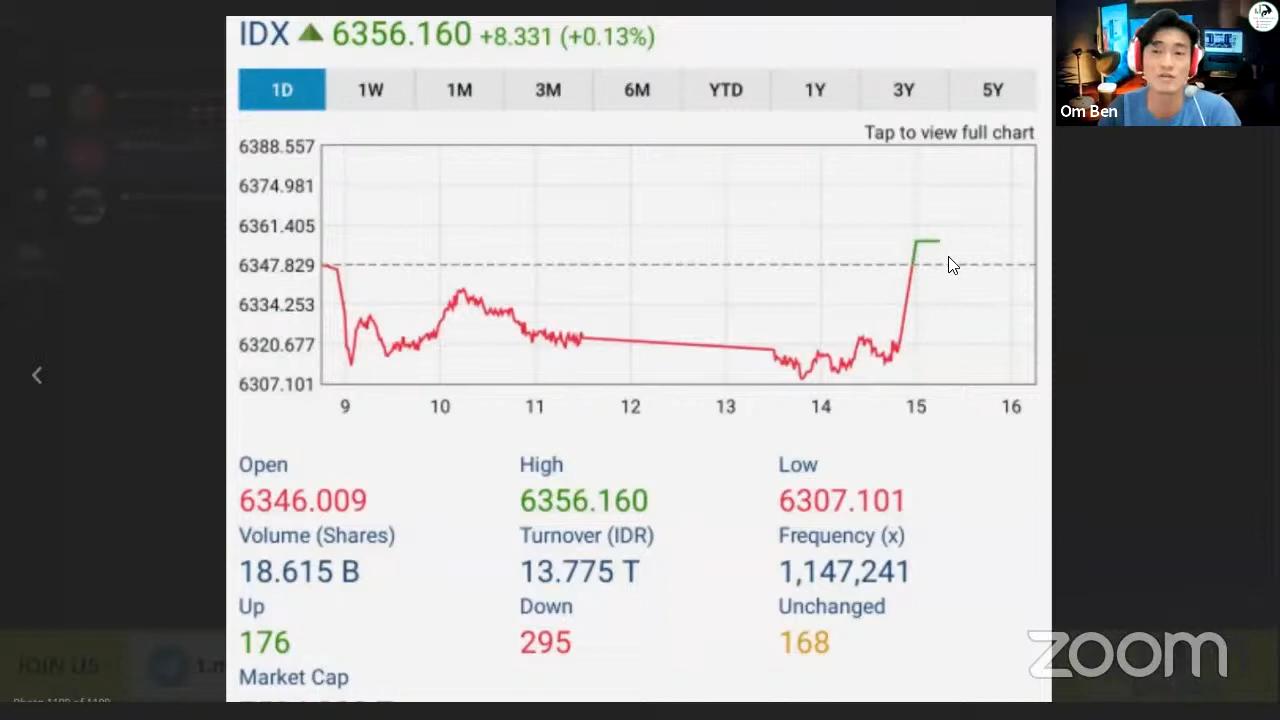 IDX ▲ 6356.160 +8.331 (+0.13%)
1D 1W 1M 3M 6M YTD 1Y 3Y 5Y
Tap to view full chart
6388.557
6374.981
6361.405
6347.829
6334.253
6320.677
6307.101
9 10 11 12 13 14 15 16
Open High Low
6346.009 6356.160 6307.101
Volume (Shares) Turnover (IDR) Frequency (x)
18.615 B 13.775 T 1,147,241
Up Down Unchanged
176 295 168
Market Cap
Om Ben
zoom
JOIN US